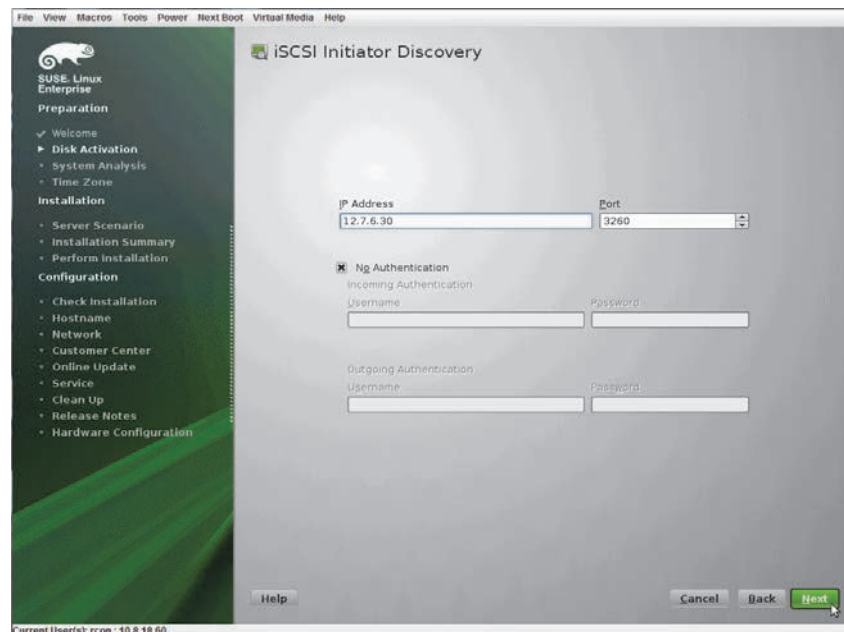 File View Macros Tools Power Next Boot Virtual Media Help
SUSE. Linux
Enterprise
Preparation
Welcome
Disk Activation
System Analysis
Time Zone
Installation
Server Scenario
Installation Summary
Perform Installation
Configuration
Check Installation
Hostname
Network
Customer Center
Online Update
Service
Clean Up
Release Notes
Hardware Configuration
iSCSI Initiator Discovery
IP Address Port
12.7.6.30 3260
No Authentication
Incoming Authentication
Username Password
Outgoing Authentication
Username Password
Help Cancel Back Next
Current User(s): rcon : 10.8.18.60